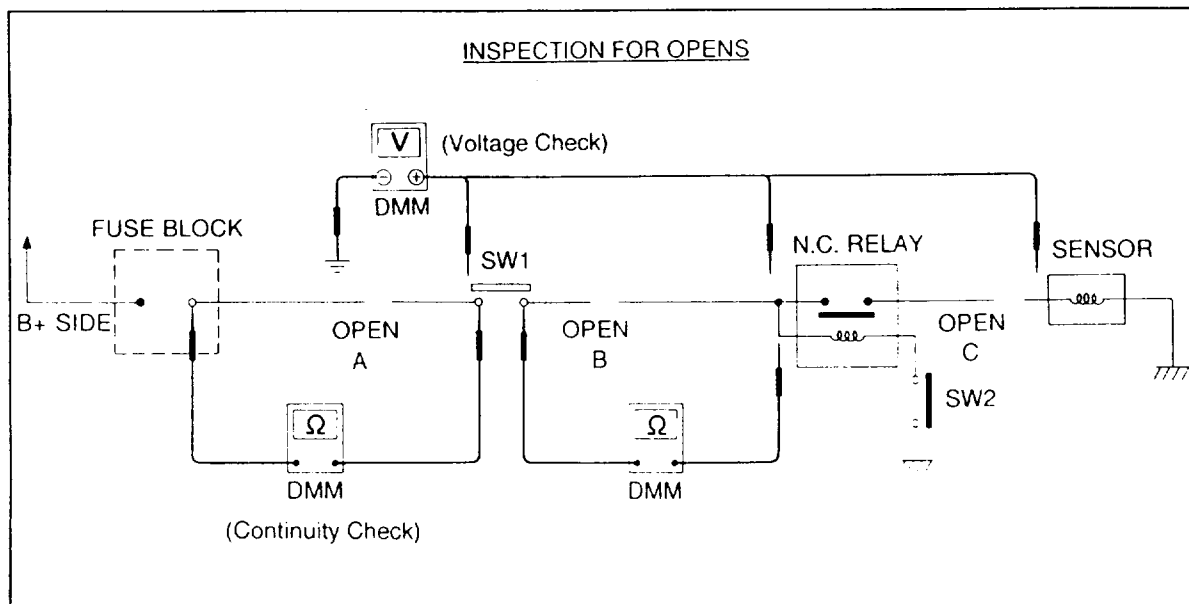 INSPECTION FOR OPENS
V
(Voltage Check)
⊖ ⊕
DMM
FUSE BLOCK
SW1
N.C. RELAY
SENSOR
B+ SIDE
OPEN
A
OPEN
B
OPEN
C
SW2
Ω
Ω
DMM
DMM
(Continuity Check)